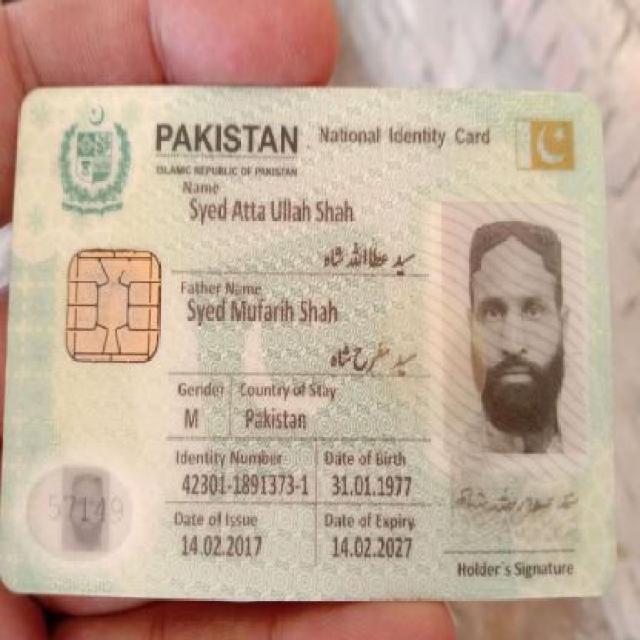 PAKISTAN National Identity Card
ISLAMIC REPUBLIC OF PAKISTAN
Name
Syed Atta Ullah Shah
سید عطااللہ شاہ
Father Name
Syed Mufarih Shah
سید مفرح شاہ
Gender Country of Stay
M Pakistan
Identity Number Date of Birth
42301-1891373-1 31.01.1977
Date of Issue Date of Expiry
14.02.2017 14.02.2027
57149
Holder's Signature